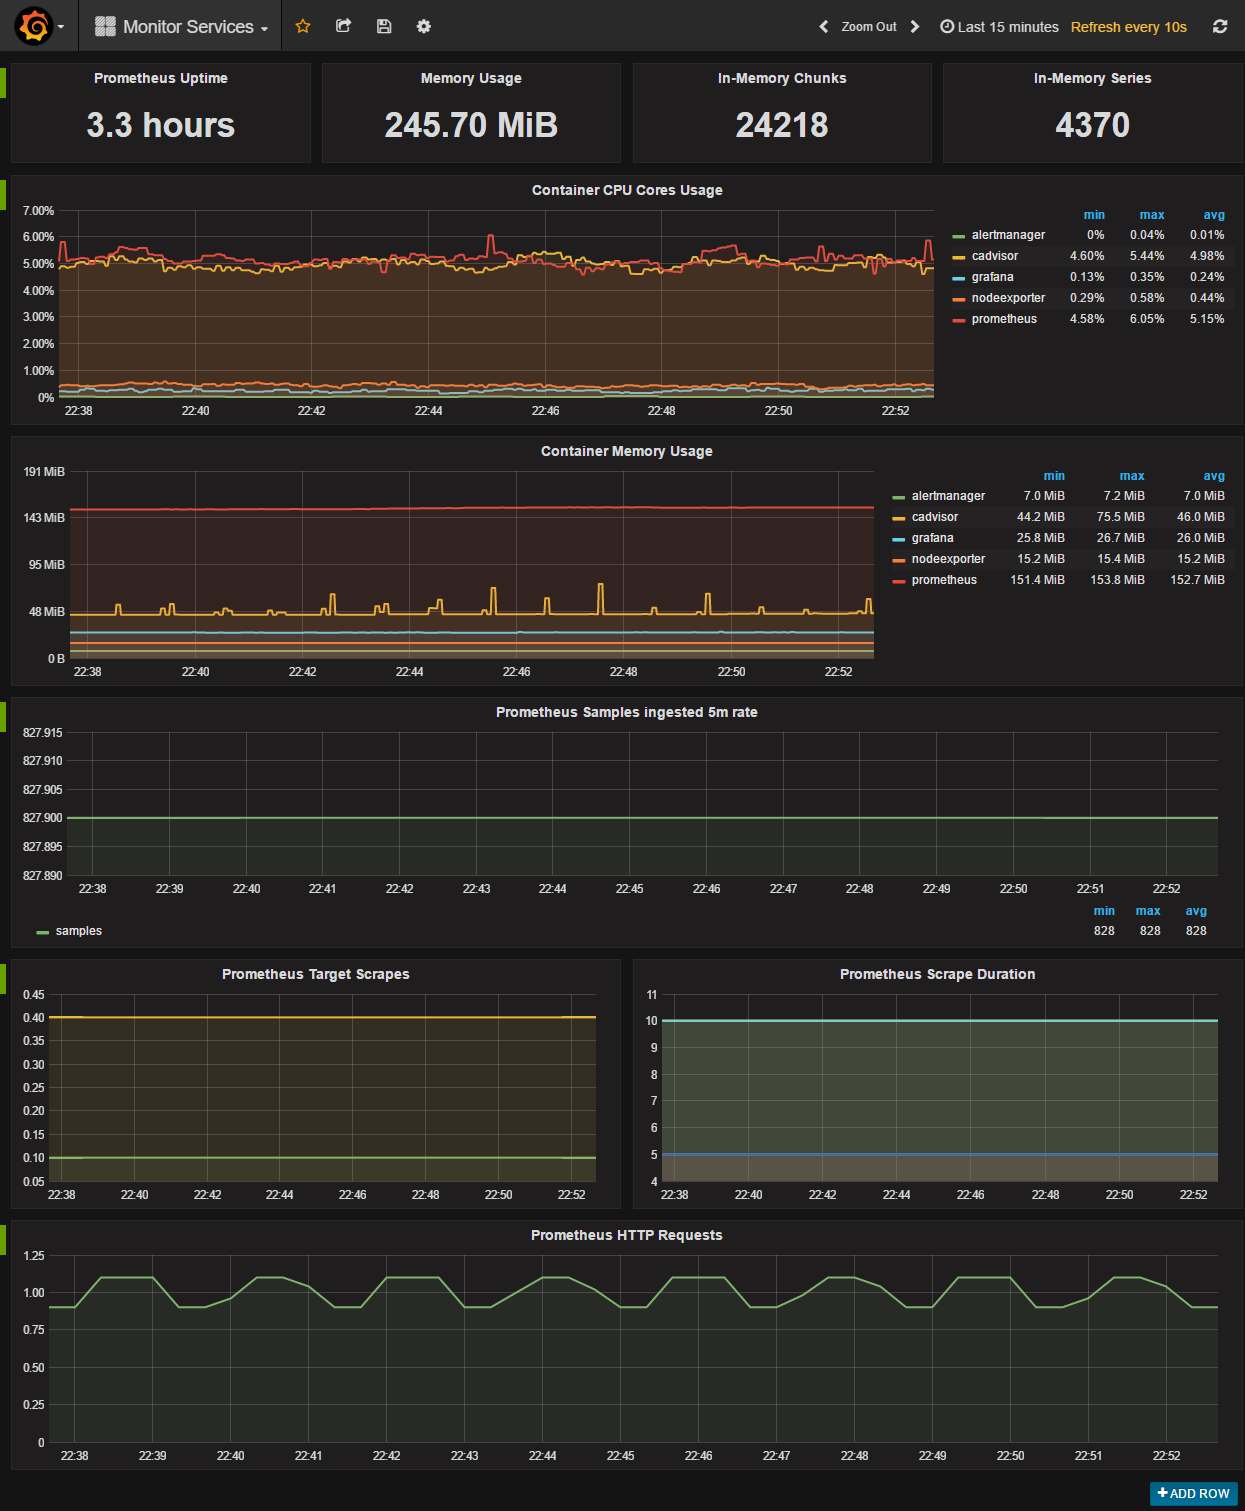 Monitor Services
Zoom Out
Last 15 minutes
Refresh every 10s
Prometheus Uptime
3.3 hours
Memory Usage
245.70 MiB
In-Memory Chunks
24218
In-Memory Series
4370
Container CPU Cores Usage
7.00%
6.00%
5.00%
4.00%
3.00%
2.00%
1.00%
0%
22:38 22:40 22:42 22:44 22:46 22:48 22:50 22:52
min max avg
alertmanager 0% 0.04% 0.01%
cadvisor 4.60% 5.44% 4.98%
grafana 0.13% 0.35% 0.24%
nodeexporter 0.29% 0.58% 0.44%
prometheus 4.58% 6.05% 5.15%
Container Memory Usage
191 MiB
143 MiB
95 MiB
48 MiB
0 B
22:38 22:40 22:42 22:44 22:46 22:48 22:50 22:52
min max avg
alertmanager 7.0 MiB 7.2 MiB 7.0 MiB
cadvisor 44.2 MiB 75.5 MiB 46.0 MiB
grafana 25.8 MiB 26.7 MiB 26.0 MiB
nodeexporter 15.2 MiB 15.4 MiB 15.2 MiB
prometheus 151.4 MiB 153.8 MiB 152.7 MiB
Prometheus Samples ingested 5m rate
827.915
827.910
827.905
827.900
827.895
827.890
22:38 22:39 22:40 22:41 22:42 22:43 22:44 22:45 22:46 22:47 22:48 22:49 22:50 22:51 22:52
min max avg
samples 828 828 828
Prometheus Target Scrapes
0.45
0.40
0.35
0.30
0.25
0.20
0.15
0.10
0.05
22:38 22:40 22:42 22:44 22:46 22:48 22:50 22:52
Prometheus Scrape Duration
11
10
9
8
7
6
5
4
22:38 22:40 22:42 22:44 22:46 22:48 22:50 22:52
Prometheus HTTP Requests
1.25
1.00
0.75
0.50
0.25
0
22:38 22:39 22:40 22:41 22:42 22:43 22:44 22:45 22:46 22:47 22:48 22:49 22:50 22:51 22:52
+ ADD ROW